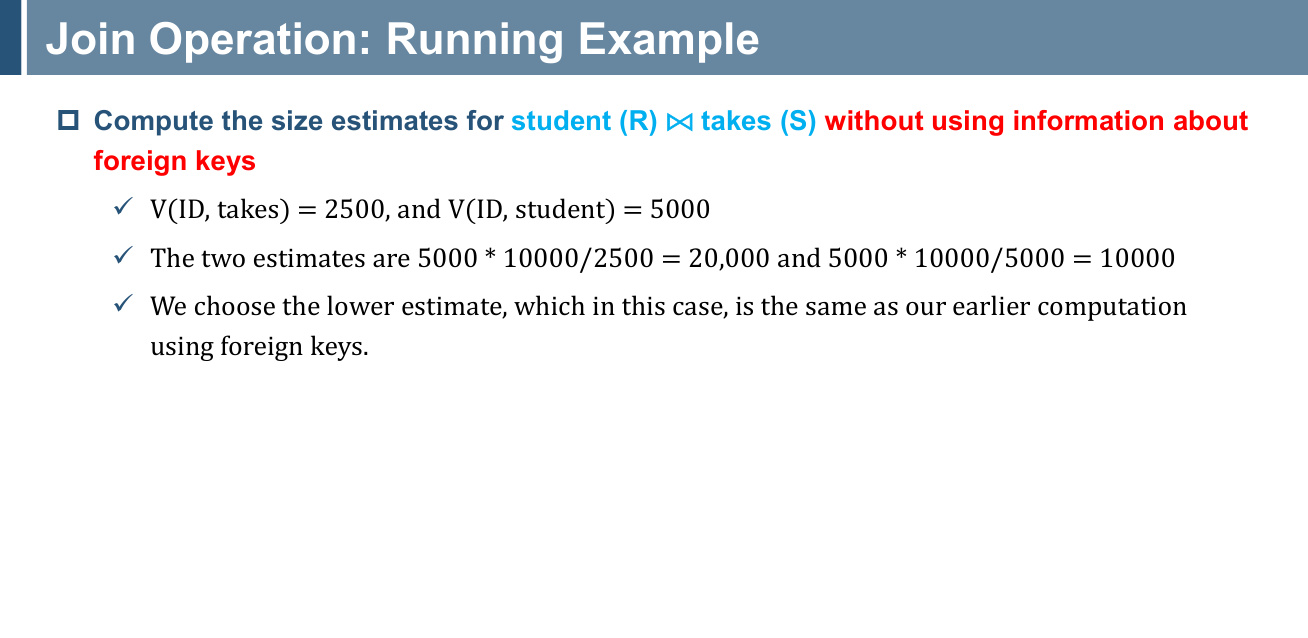 Join Operation: Running Example
Compute the size estimates for student (R) ⋈ takes (S) without using information about
foreign keys
✓ V(ID, takes) = 2500, and V(ID, student) = 5000
✓ The two estimates are 5000 * 10000/2500 = 20,000 and 5000 * 10000/5000 = 10000
✓ We choose the lower estimate, which in this case, is the same as our earlier computation
using foreign keys.